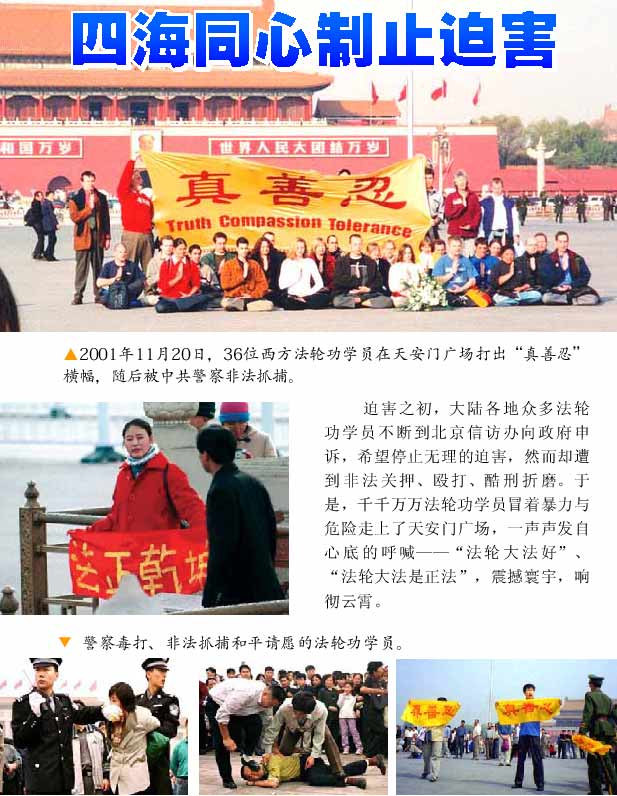 四海同心制止迫害
和国万岁
世界人民大团结万岁
真善忍
Truth Compassion Tolerance
▲2001年11月20日，36位西方法轮功学员在天安门广场打出“真善忍”
横幅，随后被中共警察非法抓捕。
法正乾坤
迫害之初，大陆各地众多法轮
功学员不断到北京信访办向政府申
诉，希望停止无理的迫害，然而却遭
到非法关押、殴打、酷刑折磨。于
是，千千万万法轮功学员冒着暴力与
危险走上了天安门广场，一声声发自
心底的呼喊——“法轮大法好”、
“法轮大法是正法”，震撼寰宇，响
彻云霄。
▼ 警察毒打、非法抓捕和平请愿的法轮功学员。
真善忍
真善忍